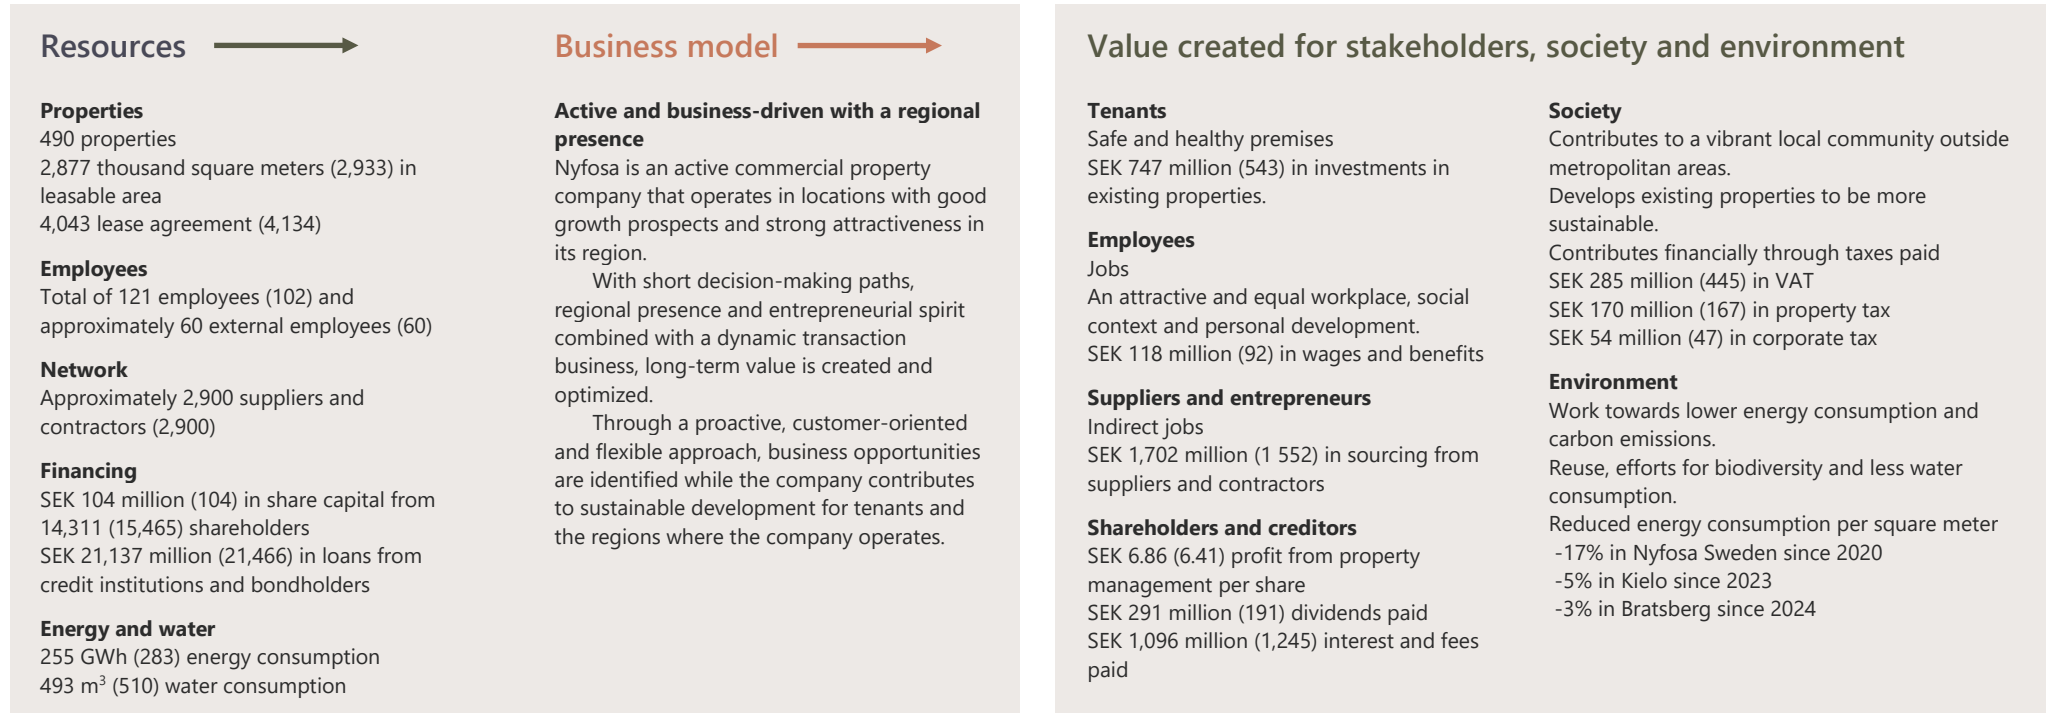 Resources
Properties
490 properties
2,877 thousand square meters (2,933) in
leasable area
4,043 lease agreement (4,134)
Employees
Total of 121 employees (102) and
approximately 60 external employees (60)
Network
Approximately 2,900 suppliers and
contractors (2,900)
Financing
SEK 104 million (104) in share capital from
14,311 (15,465) shareholders
SEK 21,137 million (21,466) in loans from
credit institutions and bondholders
Energy and water
255 GWh (283) energy consumption
493 m³ (510) water consumption
Business model
Active and business-driven with a regional
presence
Nyfosa is an active commercial property
company that operates in locations with good
growth prospects and strong attractiveness in
its region.
With short decision-making paths,
regional presence and entrepreneurial spirit
combined with a dynamic transaction
business, long-term value is created and
optimized.
Through a proactive, customer-oriented
and flexible approach, business opportunities
are identified while the company contributes
to sustainable development for tenants and
the regions where the company operates.
Value created for stakeholders, society and environment
Tenants
Safe and healthy premises
SEK 747 million (543) in investments in
existing properties.
Employees
Jobs
An attractive and equal workplace, social
context and personal development.
SEK 118 million (92) in wages and benefits
Suppliers and entrepreneurs
Indirect jobs
SEK 1,702 million (1 552) in sourcing from
suppliers and contractors
Shareholders and creditors
SEK 6.86 (6.41) profit from property
management per share
SEK 291 million (191) dividends paid
SEK 1,096 million (1,245) interest and fees
paid
Society
Contributes to a vibrant local community outside
metropolitan areas.
Develops existing properties to be more
sustainable.
Contributes financially through taxes paid
SEK 285 million (445) in VAT
SEK 170 million (167) in property tax
SEK 54 million (47) in corporate tax
Environment
Work towards lower energy consumption and
carbon emissions.
Reuse, efforts for biodiversity and less water
consumption.
Reduced energy consumption per square meter
-17% in Nyfosa Sweden since 2020
-5% in Kielo since 2023
-3% in Bratsberg since 2024